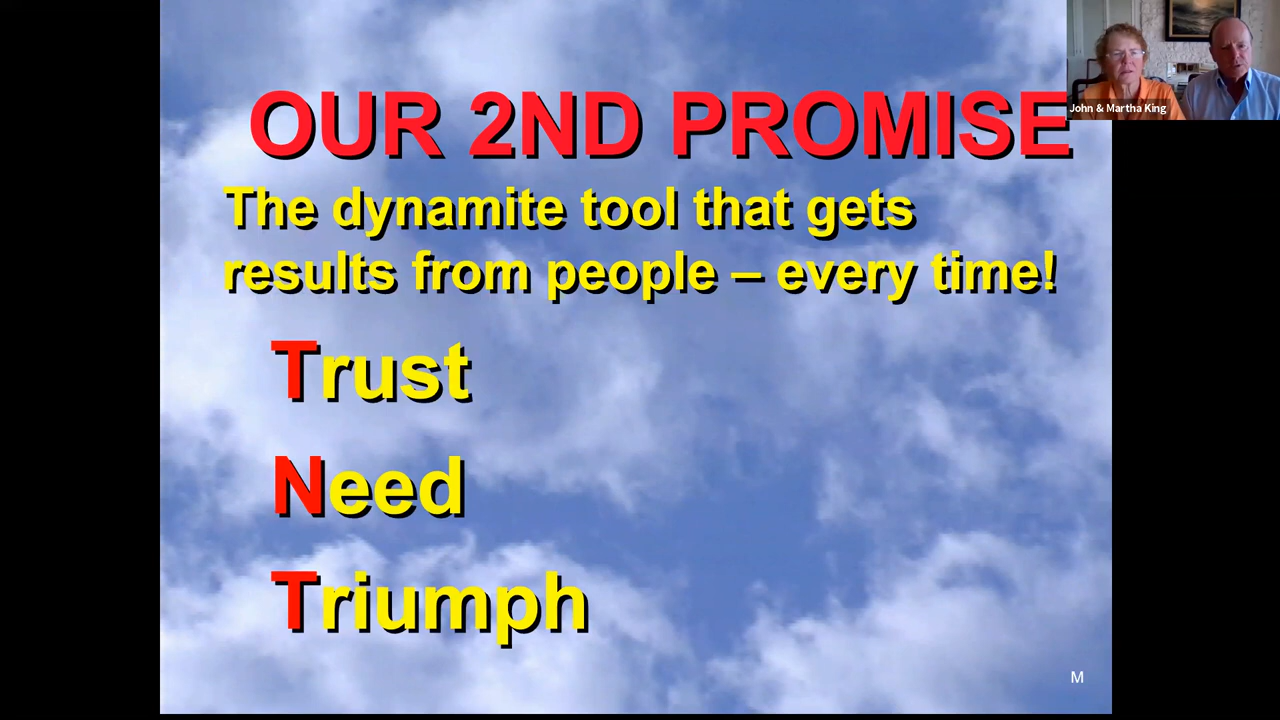 OUR 2ND PROMISE
John & Martha King
The dynamite tool that gets
results from people – every time!
Trust
Need
Triumph
M